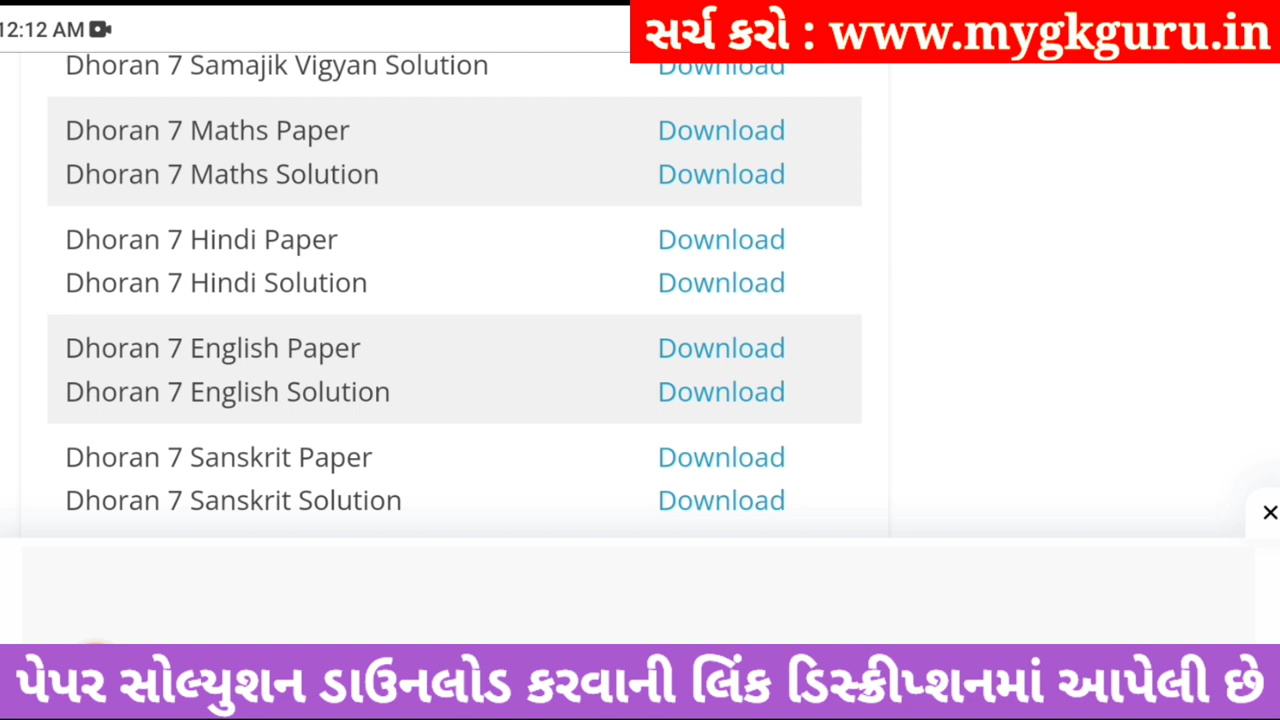 12:12 AM
સર્ચ કરો : www.mygkguru.in
Dhoran 7 Samajik Vigyan Solution Download
Dhoran 7 Maths Paper Download
Dhoran 7 Maths Solution Download
Dhoran 7 Hindi Paper Download
Dhoran 7 Hindi Solution Download
Dhoran 7 English Paper Download
Dhoran 7 English Solution Download
Dhoran 7 Sanskrit Paper Download
Dhoran 7 Sanskrit Solution Download
પેપર સોલ્યુશન ડાઉનલોડ કરવાની લિંક ડિસ્ક્રીપ્શનમાં આપેલી છે